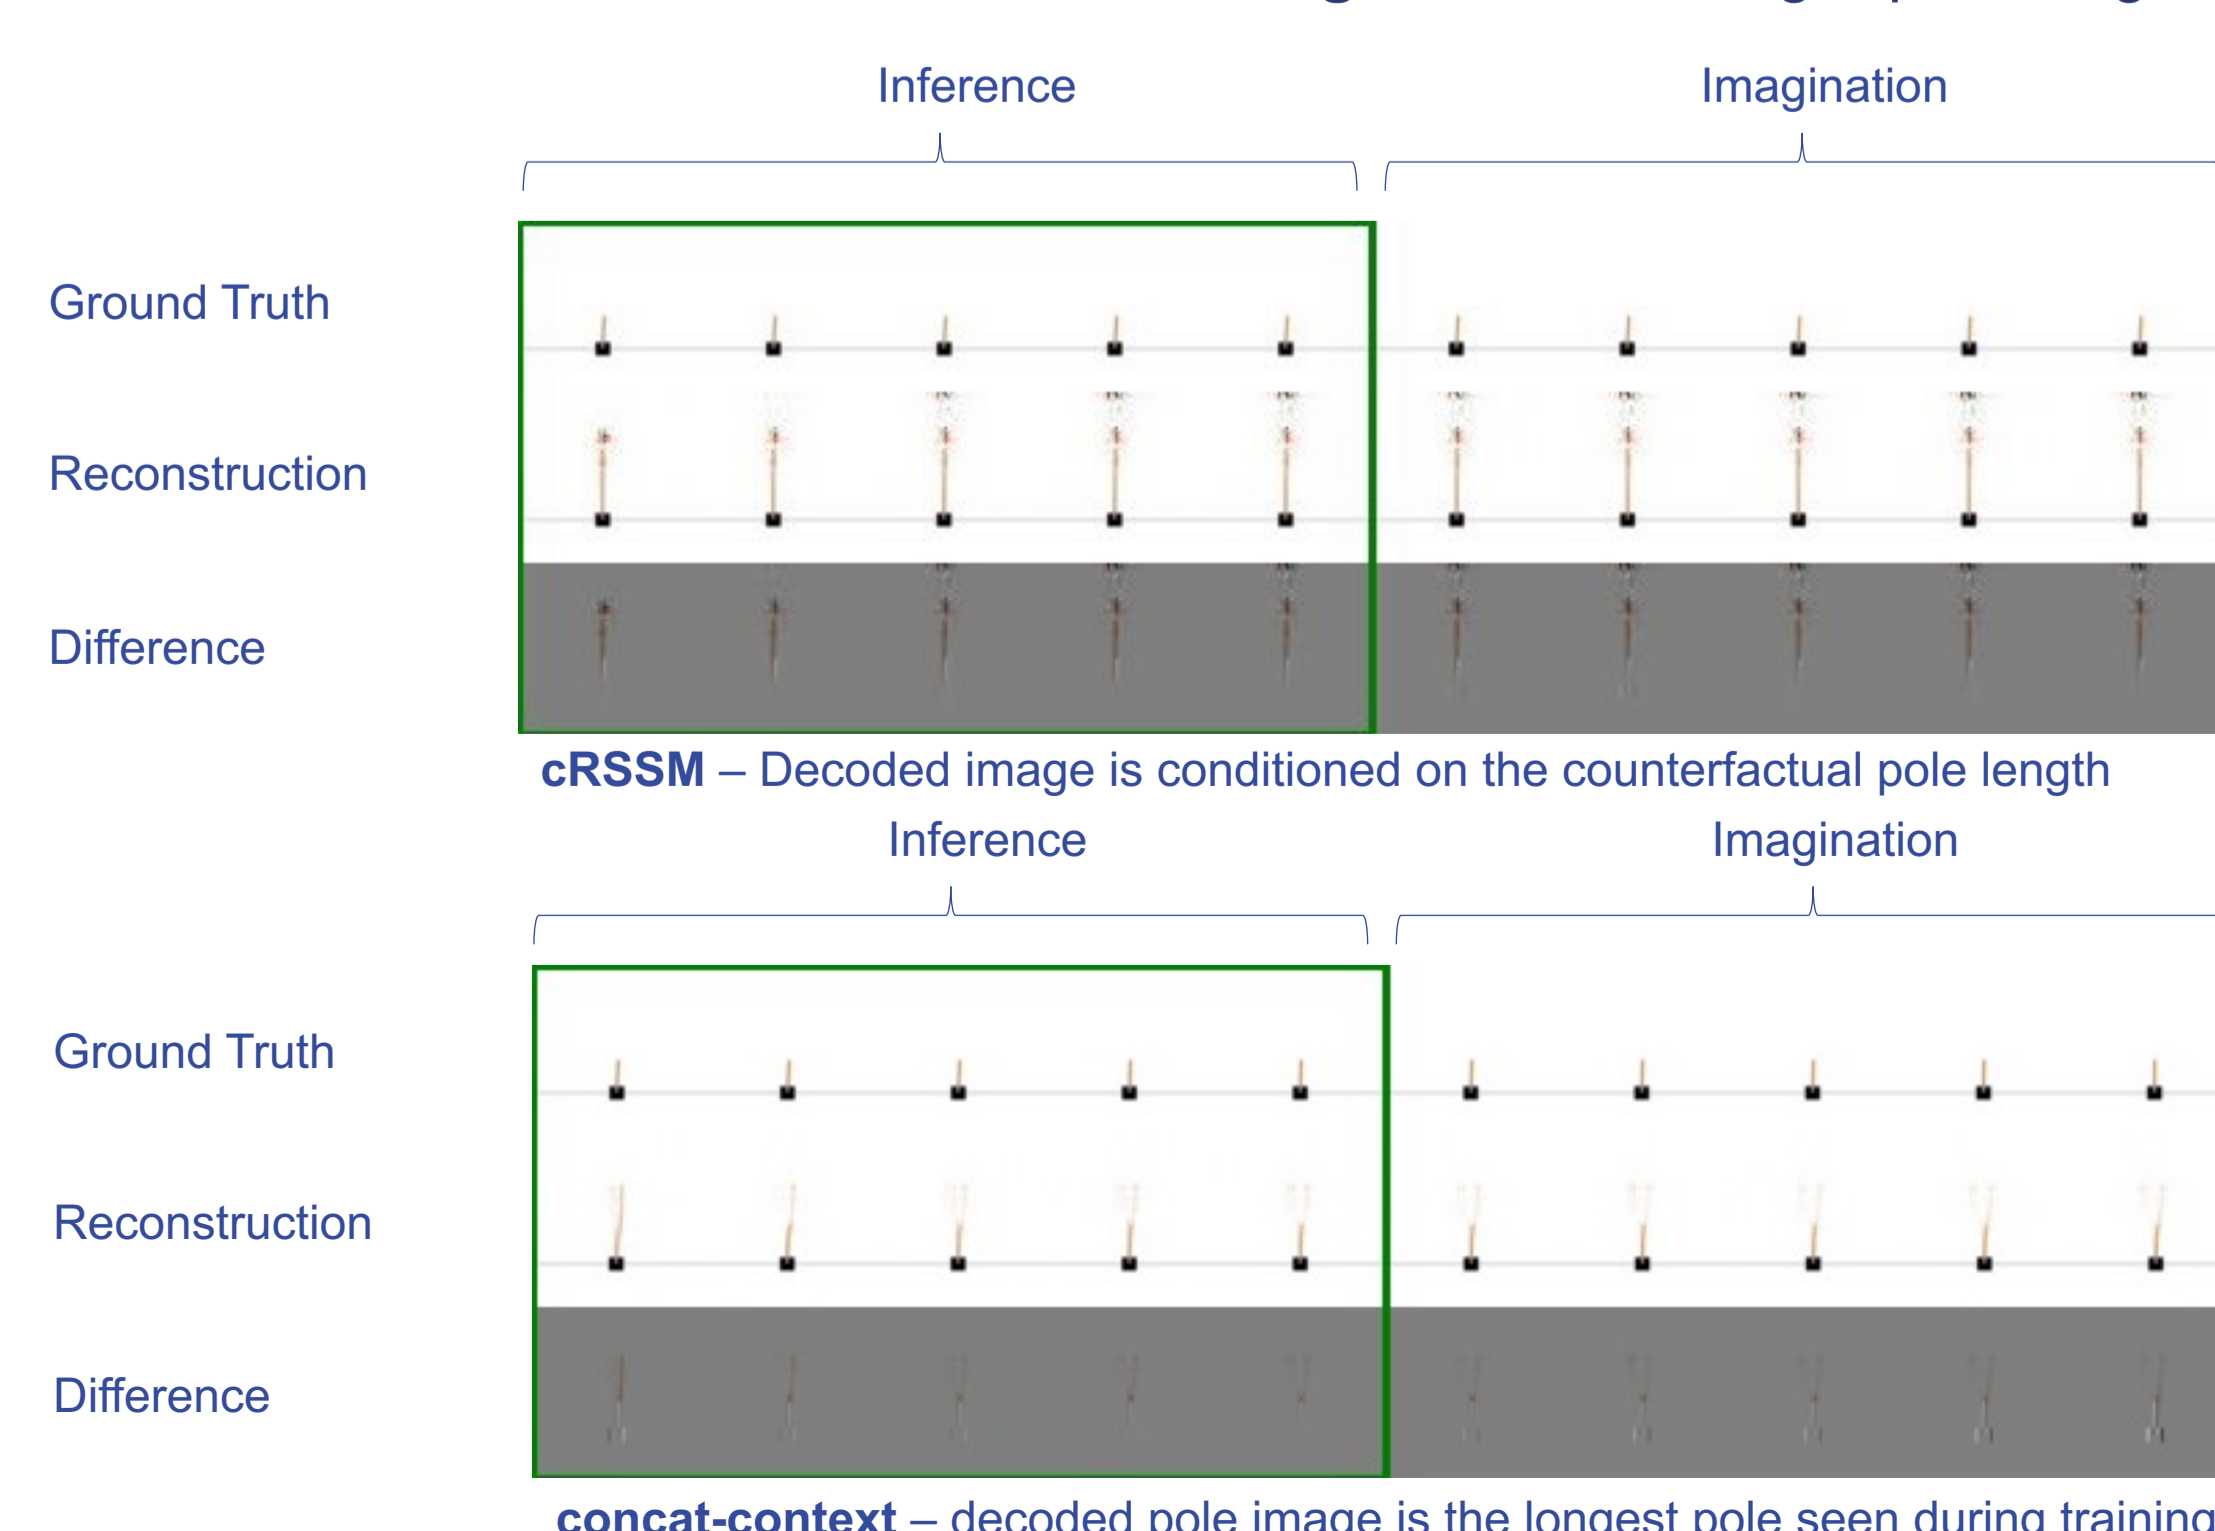 Inference Imagination
Ground Truth
Reconstruction
Difference
cRSSM – Decoded image is conditioned on the counterfactual pole length
Inference Imagination
Ground Truth
Reconstruction
Difference
concat-context – decoded pole image is the longest pole seen during training